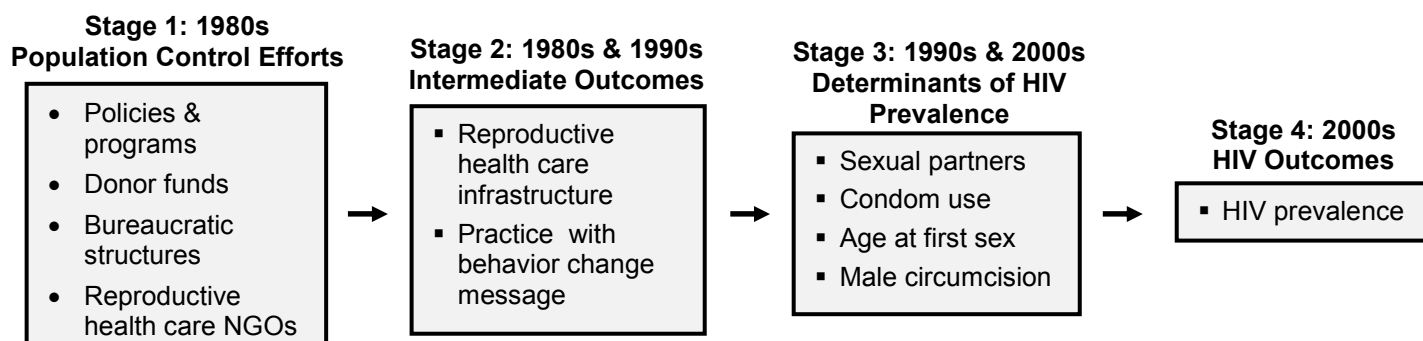 Stage 1: 1980s
Population Control Efforts
• Policies &
programs
• Donor funds
• Bureaucratic
structures
• Reproductive
health care NGOs
Stage 2: 1980s & 1990s
Intermediate Outcomes
▪ Reproductive
health care
infrastructure
▪ Practice with
behavior change
message
Stage 3: 1990s & 2000s
Determinants of HIV
Prevalence
▪ Sexual partners
▪ Condom use
▪ Age at first sex
▪ Male circumcision
Stage 4: 2000s
HIV Outcomes
▪ HIV prevalence